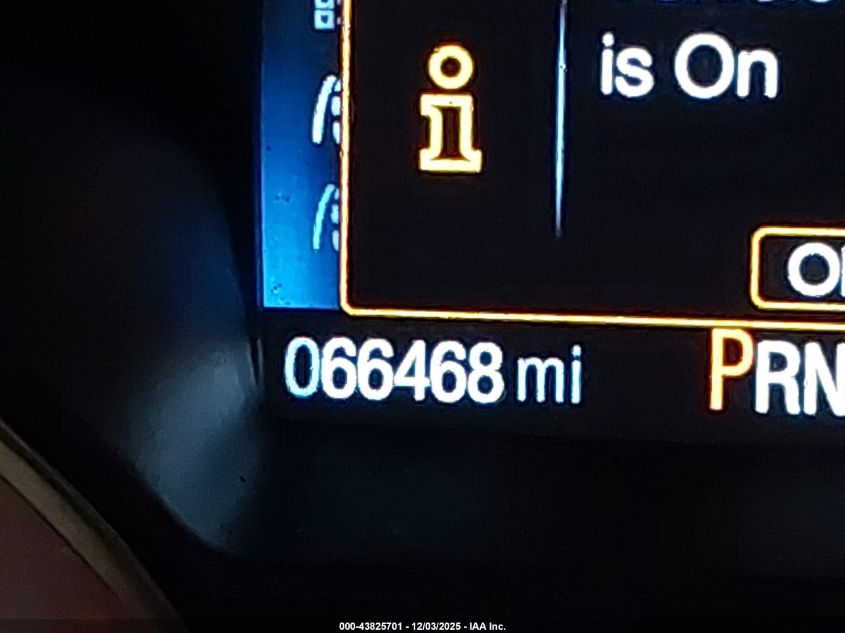 is On
066468 mi
PRN
000-43825701 - 12/03/2025 - IAA Inc.